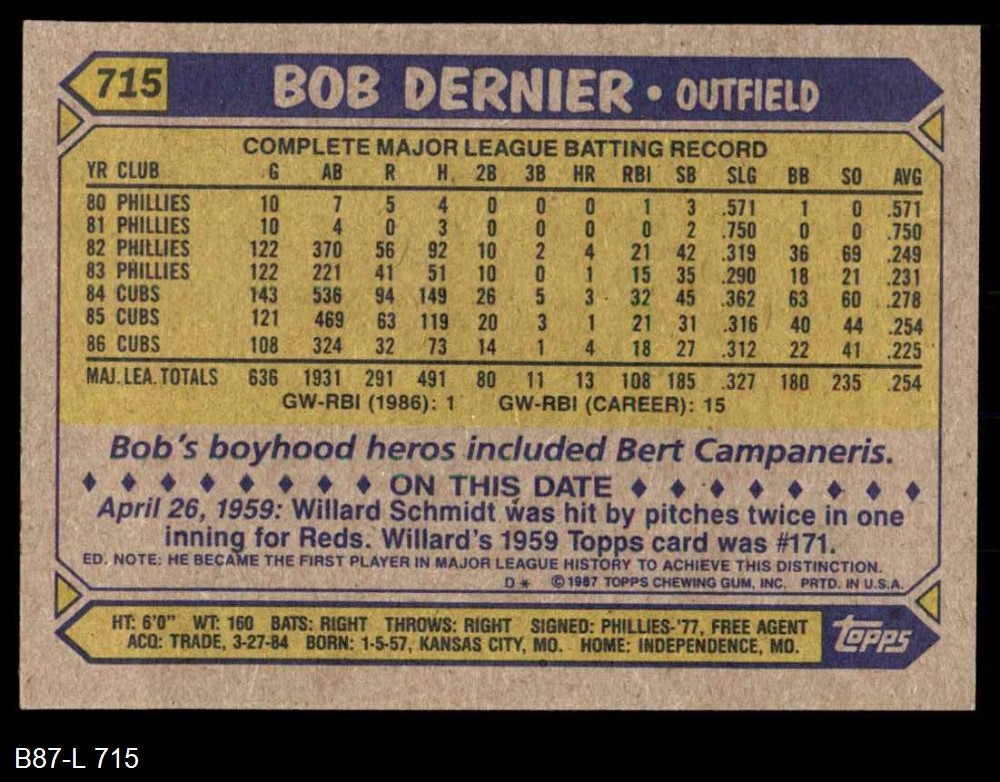 715 BOB DERNIER • OUTFIELD
COMPLETE MAJOR LEAGUE BATTING RECORD
YR CLUB G AB R H 2B 3B HR RBI SB SLG BB SO AVG
80 PHILLIES 10 7 5 4 0 0 0 1 3 .571 1 0 .571
81 PHILLIES 10 4 0 3 0 0 0 0 2 .750 0 0 .750
82 PHILLIES 122 370 56 92 10 2 4 21 42 .319 36 69 .249
83 PHILLIES 122 221 41 51 10 0 1 15 35 .290 18 21 .231
84 CUBS 143 536 94 149 26 5 3 32 45 .362 63 60 .278
85 CUBS 121 469 63 119 20 3 1 21 31 .316 40 44 .254
86 CUBS 108 324 32 73 14 1 4 18 27 .312 22 41 .225
MAJ. LEA. TOTALS 636 1931 291 491 80 11 13 108 185 .327 180 235 .254
GW-RBI (1986): 1 GW-RBI (CAREER): 15
Bob's boyhood heros included Bert Campaneris.
♦ ♦ ♦ ♦ ♦ ♦ ♦ ♦ ON THIS DATE ♦ ♦ ♦ ♦ ♦ ♦ ♦ ♦
April 26, 1959: Willard Schmidt was hit by pitches twice in one
inning for Reds. Willard's 1959 Topps card was #171.
ED. NOTE: HE BECAME THE FIRST PLAYER IN MAJOR LEAGUE HISTORY TO ACHIEVE THIS DISTINCTION.
D * ©1987 TOPPS CHEWING GUM, INC. PRTD. IN U.S.A.
HT: 6'0" WT: 160 BATS: RIGHT THROWS: RIGHT SIGNED: PHILLIES-'77, FREE AGENT
ACQ: TRADE, 3-27-84 BORN: 1-5-57, KANSAS CITY, MO. HOME: INDEPENDENCE, MO.
topps
B87-L 715